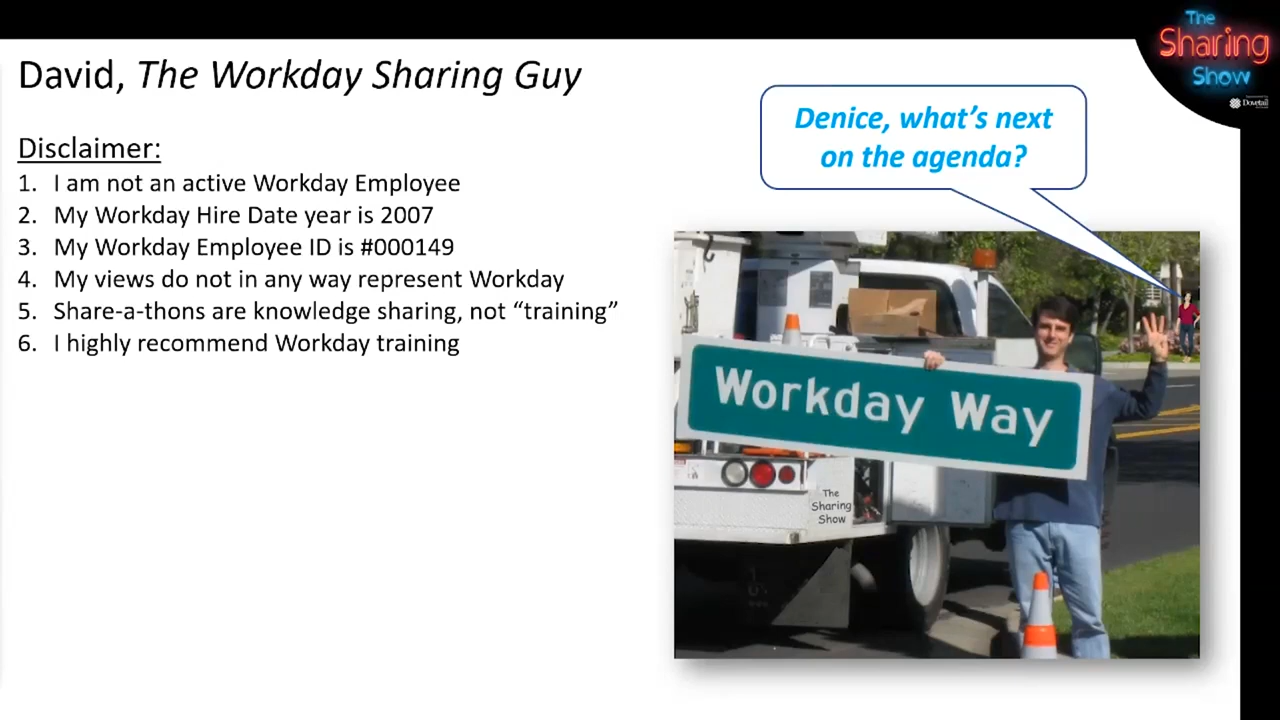 The
Sharing
Show
Dovetail
David, The Workday Sharing Guy
Disclaimer:
1. I am not an active Workday Employee
2. My Workday Hire Date year is 2007
3. My Workday Employee ID is #000149
4. My views do not in any way represent Workday
5. Share-a-thons are knowledge sharing, not “training”
6. I highly recommend Workday training
Denice, what’s next
on the agenda?
Workday Way
The
Sharing
Show